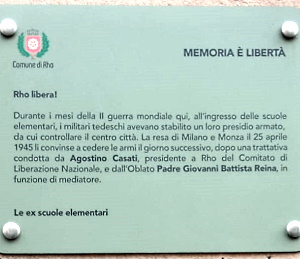 MEMORIA È LIBERTÀ
Comune di Rho
Rho libera!
Durante i mesi della II guerra mondiale qui, all'ingresso delle scuole
elementari, i militari tedeschi avevano stabilito un loro presidio armato,
da cui controllavano il centro città. La resa di Milano e Monza il 25 aprile
1945 li convinse a cedere le armi il giorno successivo, dopo una trattativa
condotta da Agostino Casati, presidente a Rho del Comitato di
Liberazione Nazionale, e dall'Oblato Padre Giovanni Battista Reina, in
funzione di mediatore.
Le ex scuole elementari